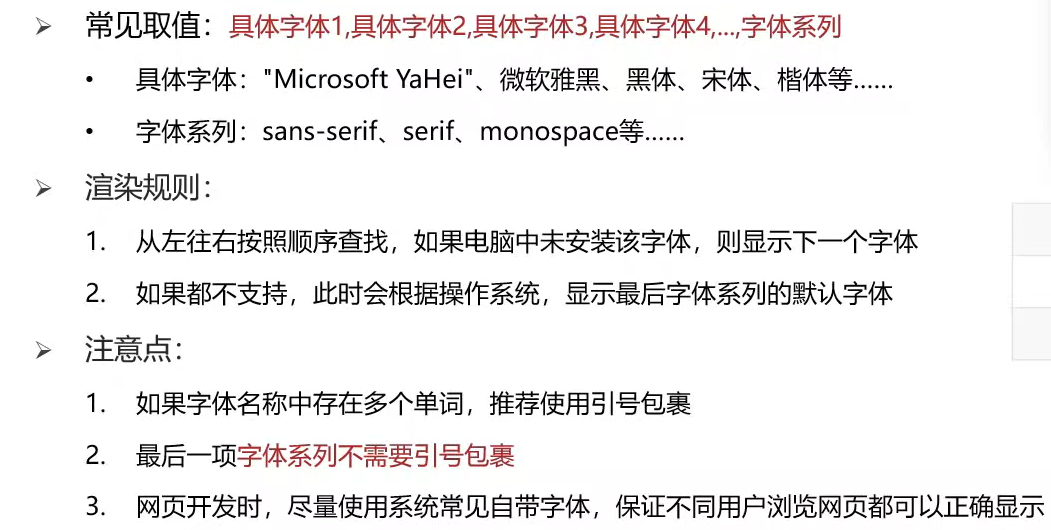 ➢ 常见取值：具体字体1,具体字体2,具体字体3,具体字体4,...,字体系列
• 具体字体："Microsoft YaHei"、微软雅黑、黑体、宋体、楷体等……
• 字体系列：sans-serif、serif、monospace等……
➢ 渲染规则：
1. 从左往右按照顺序查找，如果电脑中未安装该字体，则显示下一个字体
2. 如果都不支持，此时会根据操作系统，显示最后字体系列的默认字体
➢ 注意点：
1. 如果字体名称中存在多个单词，推荐使用引号包裹
2. 最后一项字体系列不需要引号包裹
3. 网页开发时，尽量使用系统常见自带字体，保证不同用户浏览网页都可以正确显示